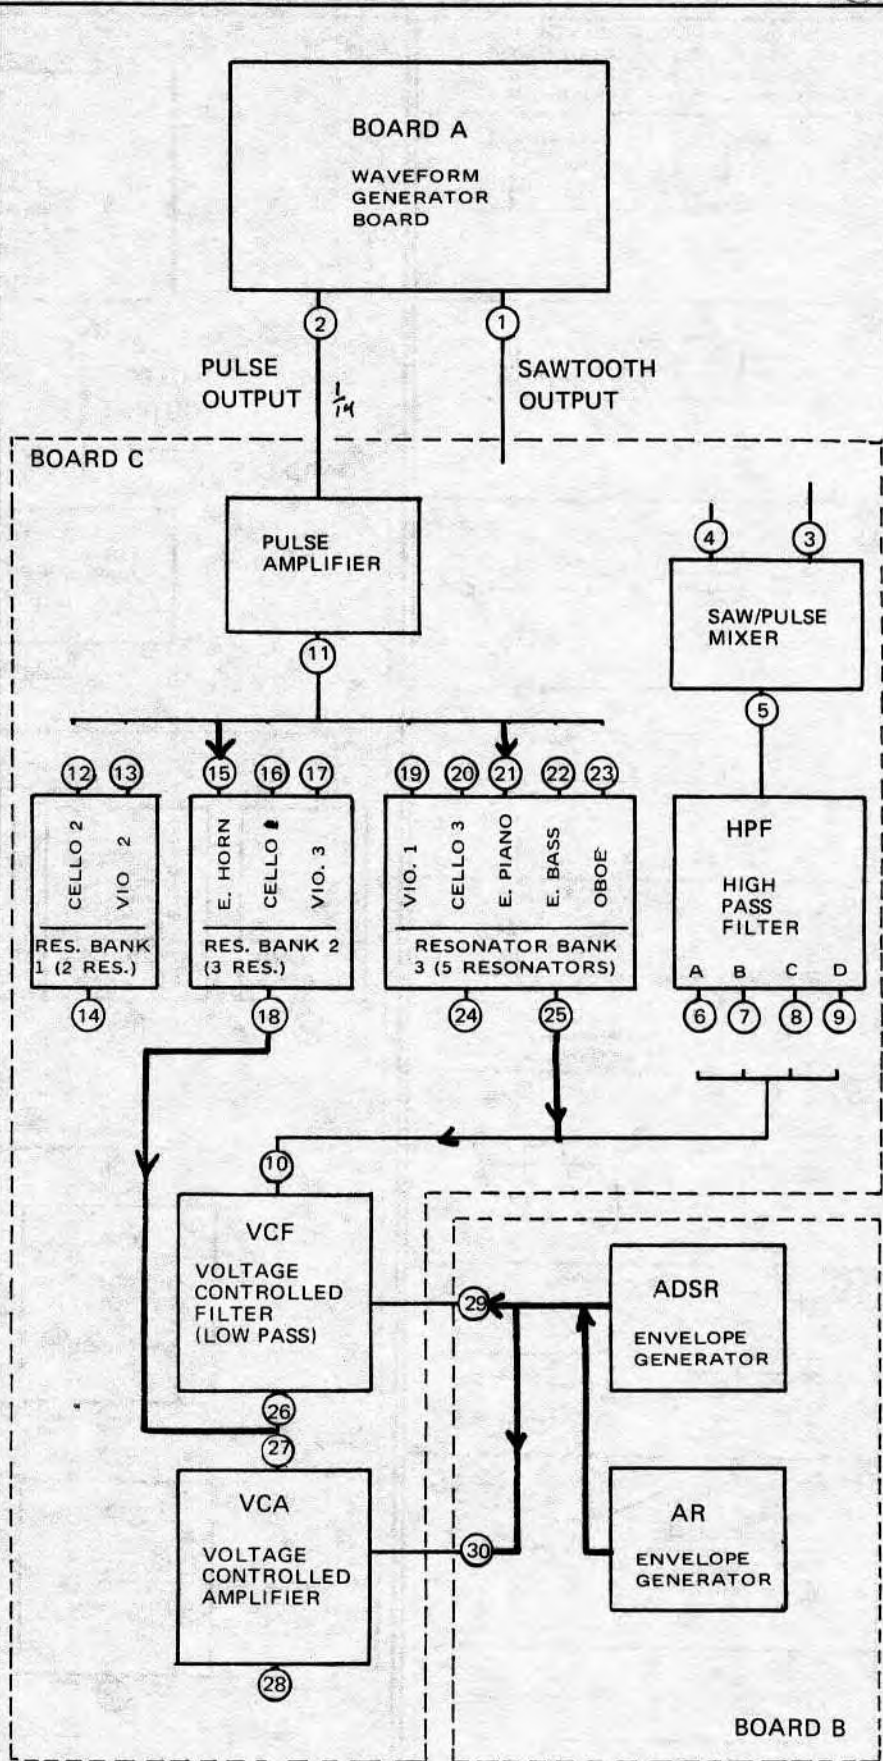 BOARD A
WAVEFORM
GENERATOR
BOARD
2
1
PULSE
OUTPUT
1/14
SAWTOOTH
OUTPUT
BOARD C
PULSE
AMPLIFIER
4
3
SAW/PULSE
MIXER
11
5
12
13
15
16
17
19
20
21
22
23
CELLO 2
VIO 2
E. HORN
CELLO
VIO. 3
VIO. 1
CELLO 3
E. PIANO
E. BASS
OBOE
RES. BANK
1 (2 RES.)
RES. BANK 2
(3 RES.)
RESONATOR BANK
3 (5 RESONATORS)
HPF
HIGH
PASS
FILTER
A B C D
14
18
24
25
6
7
8
9
10
VCF
VOLTAGE
CONTROLLED
FILTER
(LOW PASS)
29
ADSR
ENVELOPE
GENERATOR
26
27
VCA
VOLTAGE
CONTROLLED
AMPLIFIER
30
AR
ENVELOPE
GENERATOR
28
BOARD B